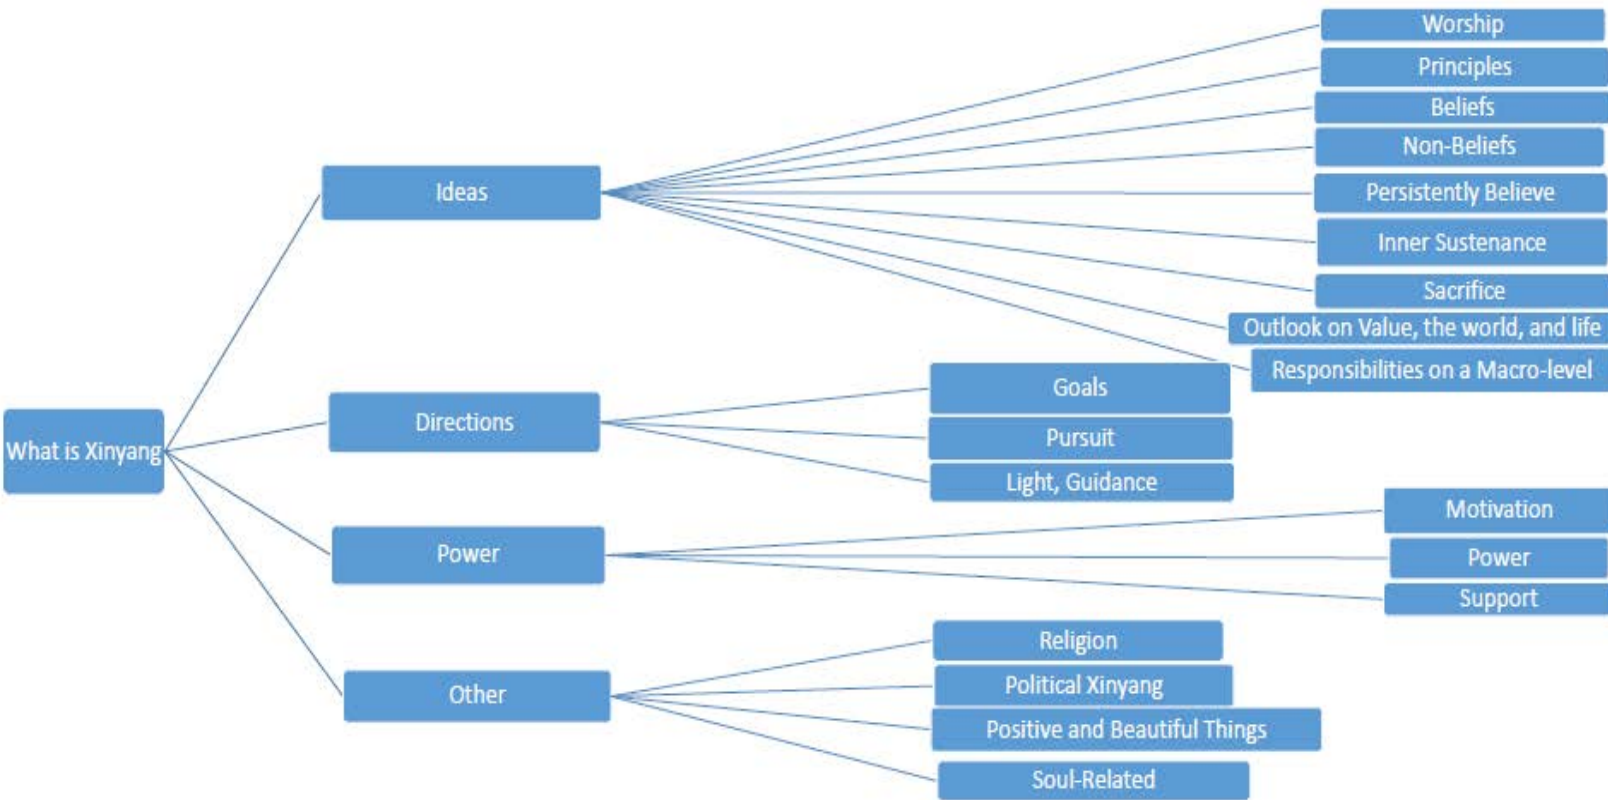 What is Xinyang
Ideas
Worship
Principles
Beliefs
Non-Beliefs
Persistently Believe
Inner Sustenance
Sacrifice
Outlook on Value, the world, and life
Responsibilities on a Macro-level
Directions
Goals
Pursuit
Light, Guidance
Power
Motivation
Power
Support
Other
Religion
Political Xinyang
Positive and Beautiful Things
Soul-Related